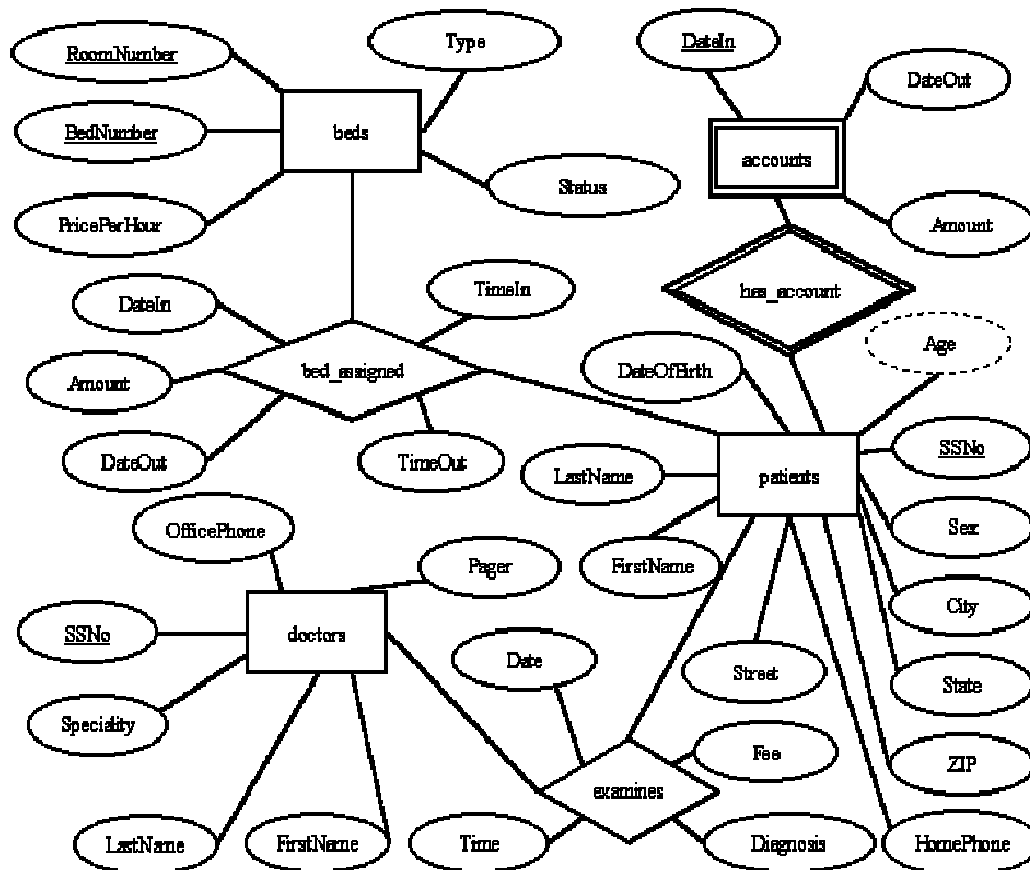 RoomNumber
Type
DateIn
DateOut
BedNumber
beds
accounts
Status
PricePerHour
Amount
DateIn
TimeIn
has_account
Amount
bed_assigned
DateOfBirth
Age
DateOut
TimeOut
LastName
patients
SSNo
OfficePhone
Sex
Pager
FirstName
SSNo
doctors
City
Date
Street
State
Speciality
Fee
ZIP
examines
LastName
FirstName
Time
Diagnosis
HomePhone